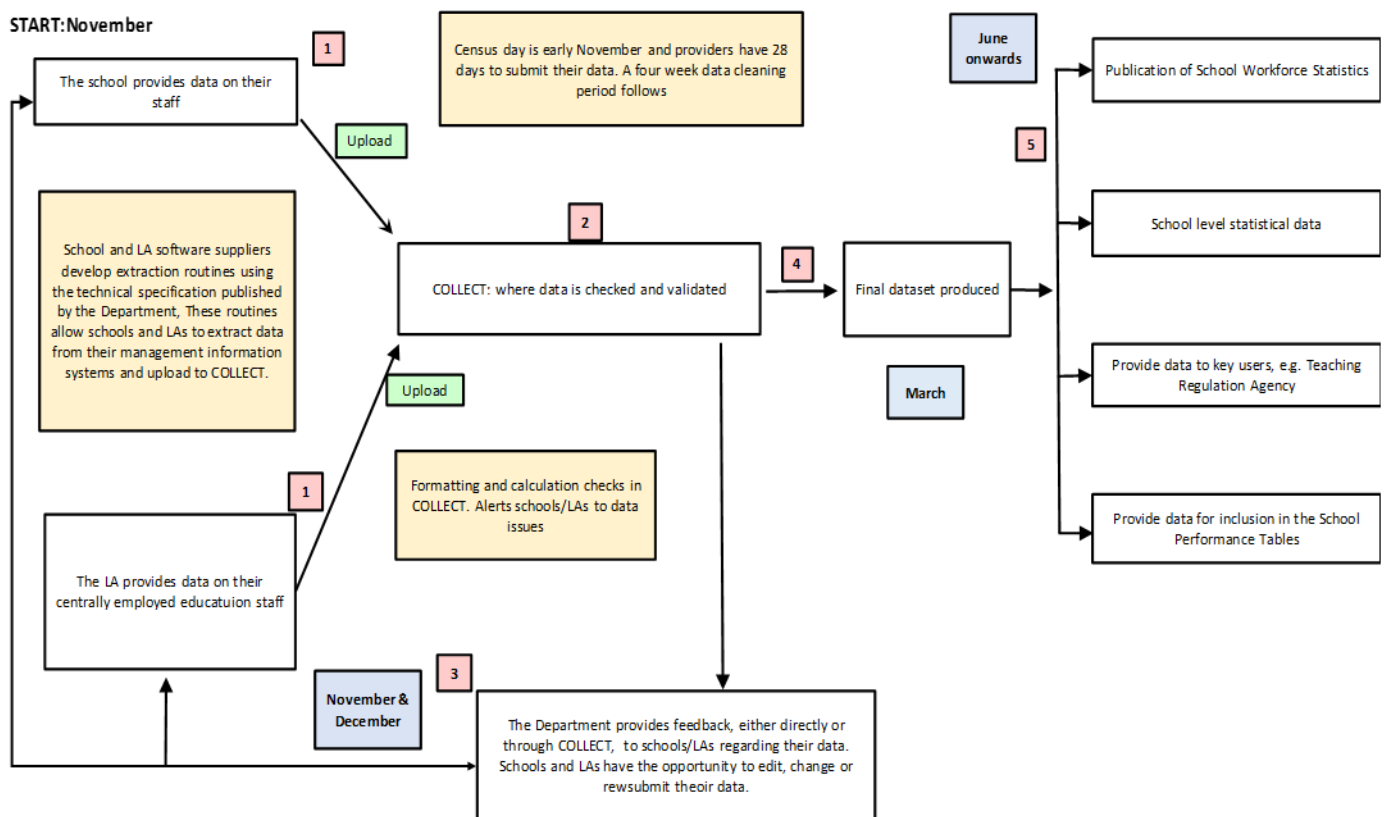 START:November
1
The school provides data on their
staff
Upload
Census day is early November and providers have 28
days to submit their data. A four week data cleaning
period follows
June
onwards
Publication of School Workforce Statistics
5
School and LA software suppliers
develop extraction routines using
the technical specification published
by the Department, These routines
allow schools and LAs to extract data
from their management information
systems and upload to COLLECT.
2
COLLECT: where data is checked and validated
4
Final dataset produced
School level statistical data
Upload
March
Provide data to key users, e.g. Teaching
Regulation Agency
1
Formatting and calculation checks in
COLLECT. Alerts schools/LAs to data
issues
Provide data for inclusion in the School
Performance Tables
The LA provides data on their
centrally employed educatuion staff
November &
December
3
The Department provides feedback, either directly or
through COLLECT, to schools/LAs regarding their data.
Schools and LAs have the opportunity to edit, change or
rewsubmit theoir data.